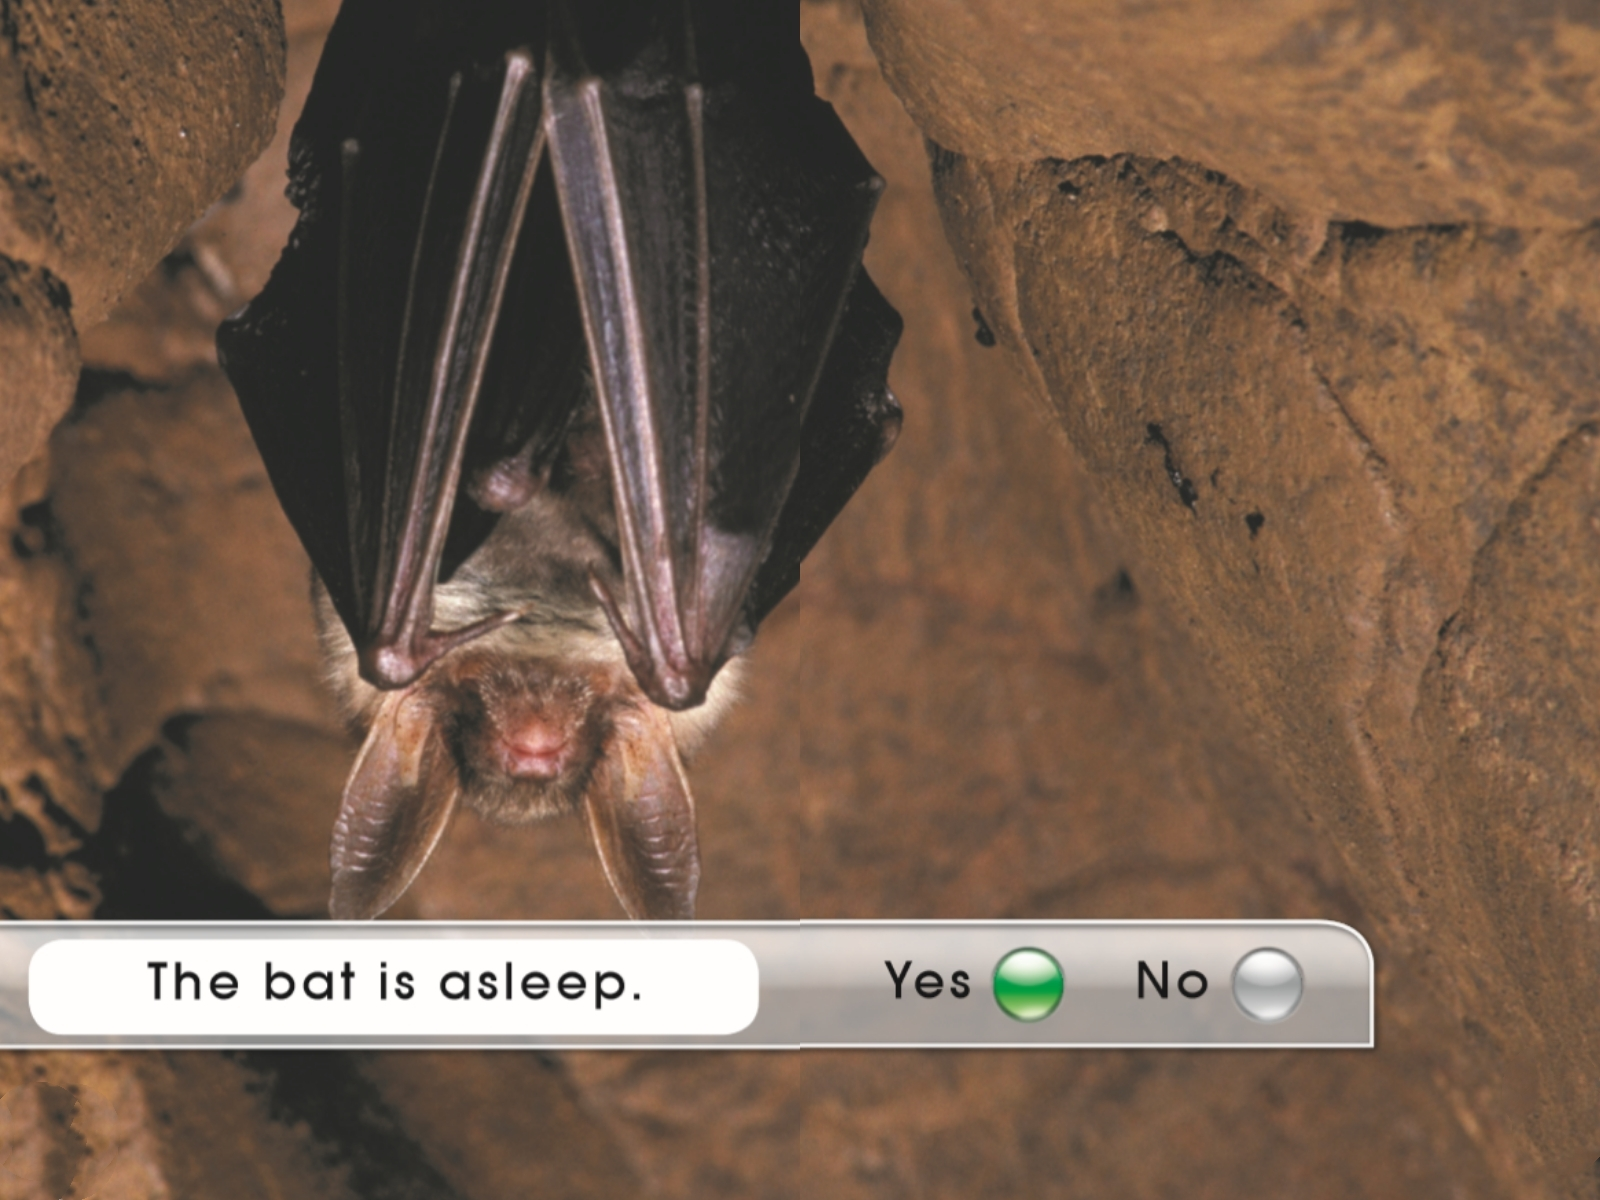 The bat is asleep. Yes No